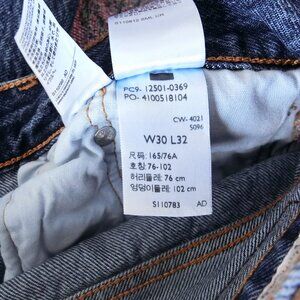 PC9- 12501-0369
PO- 4100518104
CW- 4021
5096
W30 L32
尺码: 165/76A
호칭: 76-102
허리둘레: 76 cm
엉덩이둘레: 102 cm
S110783 AD